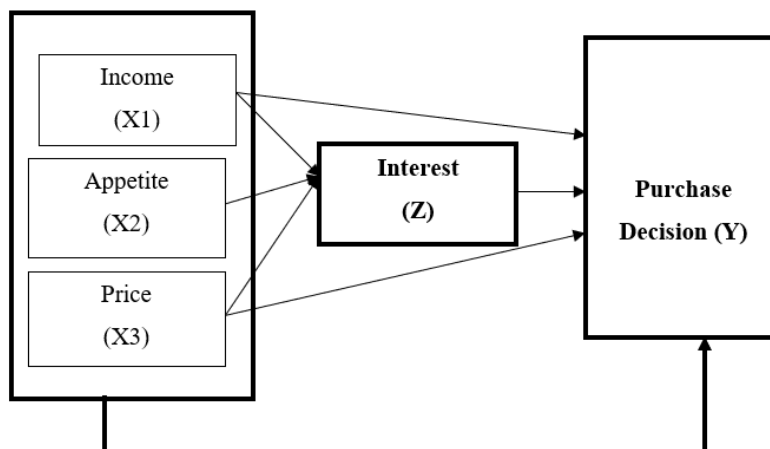 Income
(X1)
Appetite
(X2)
Price
(X3)
Interest
(Z)
Purchase
Decision (Y)